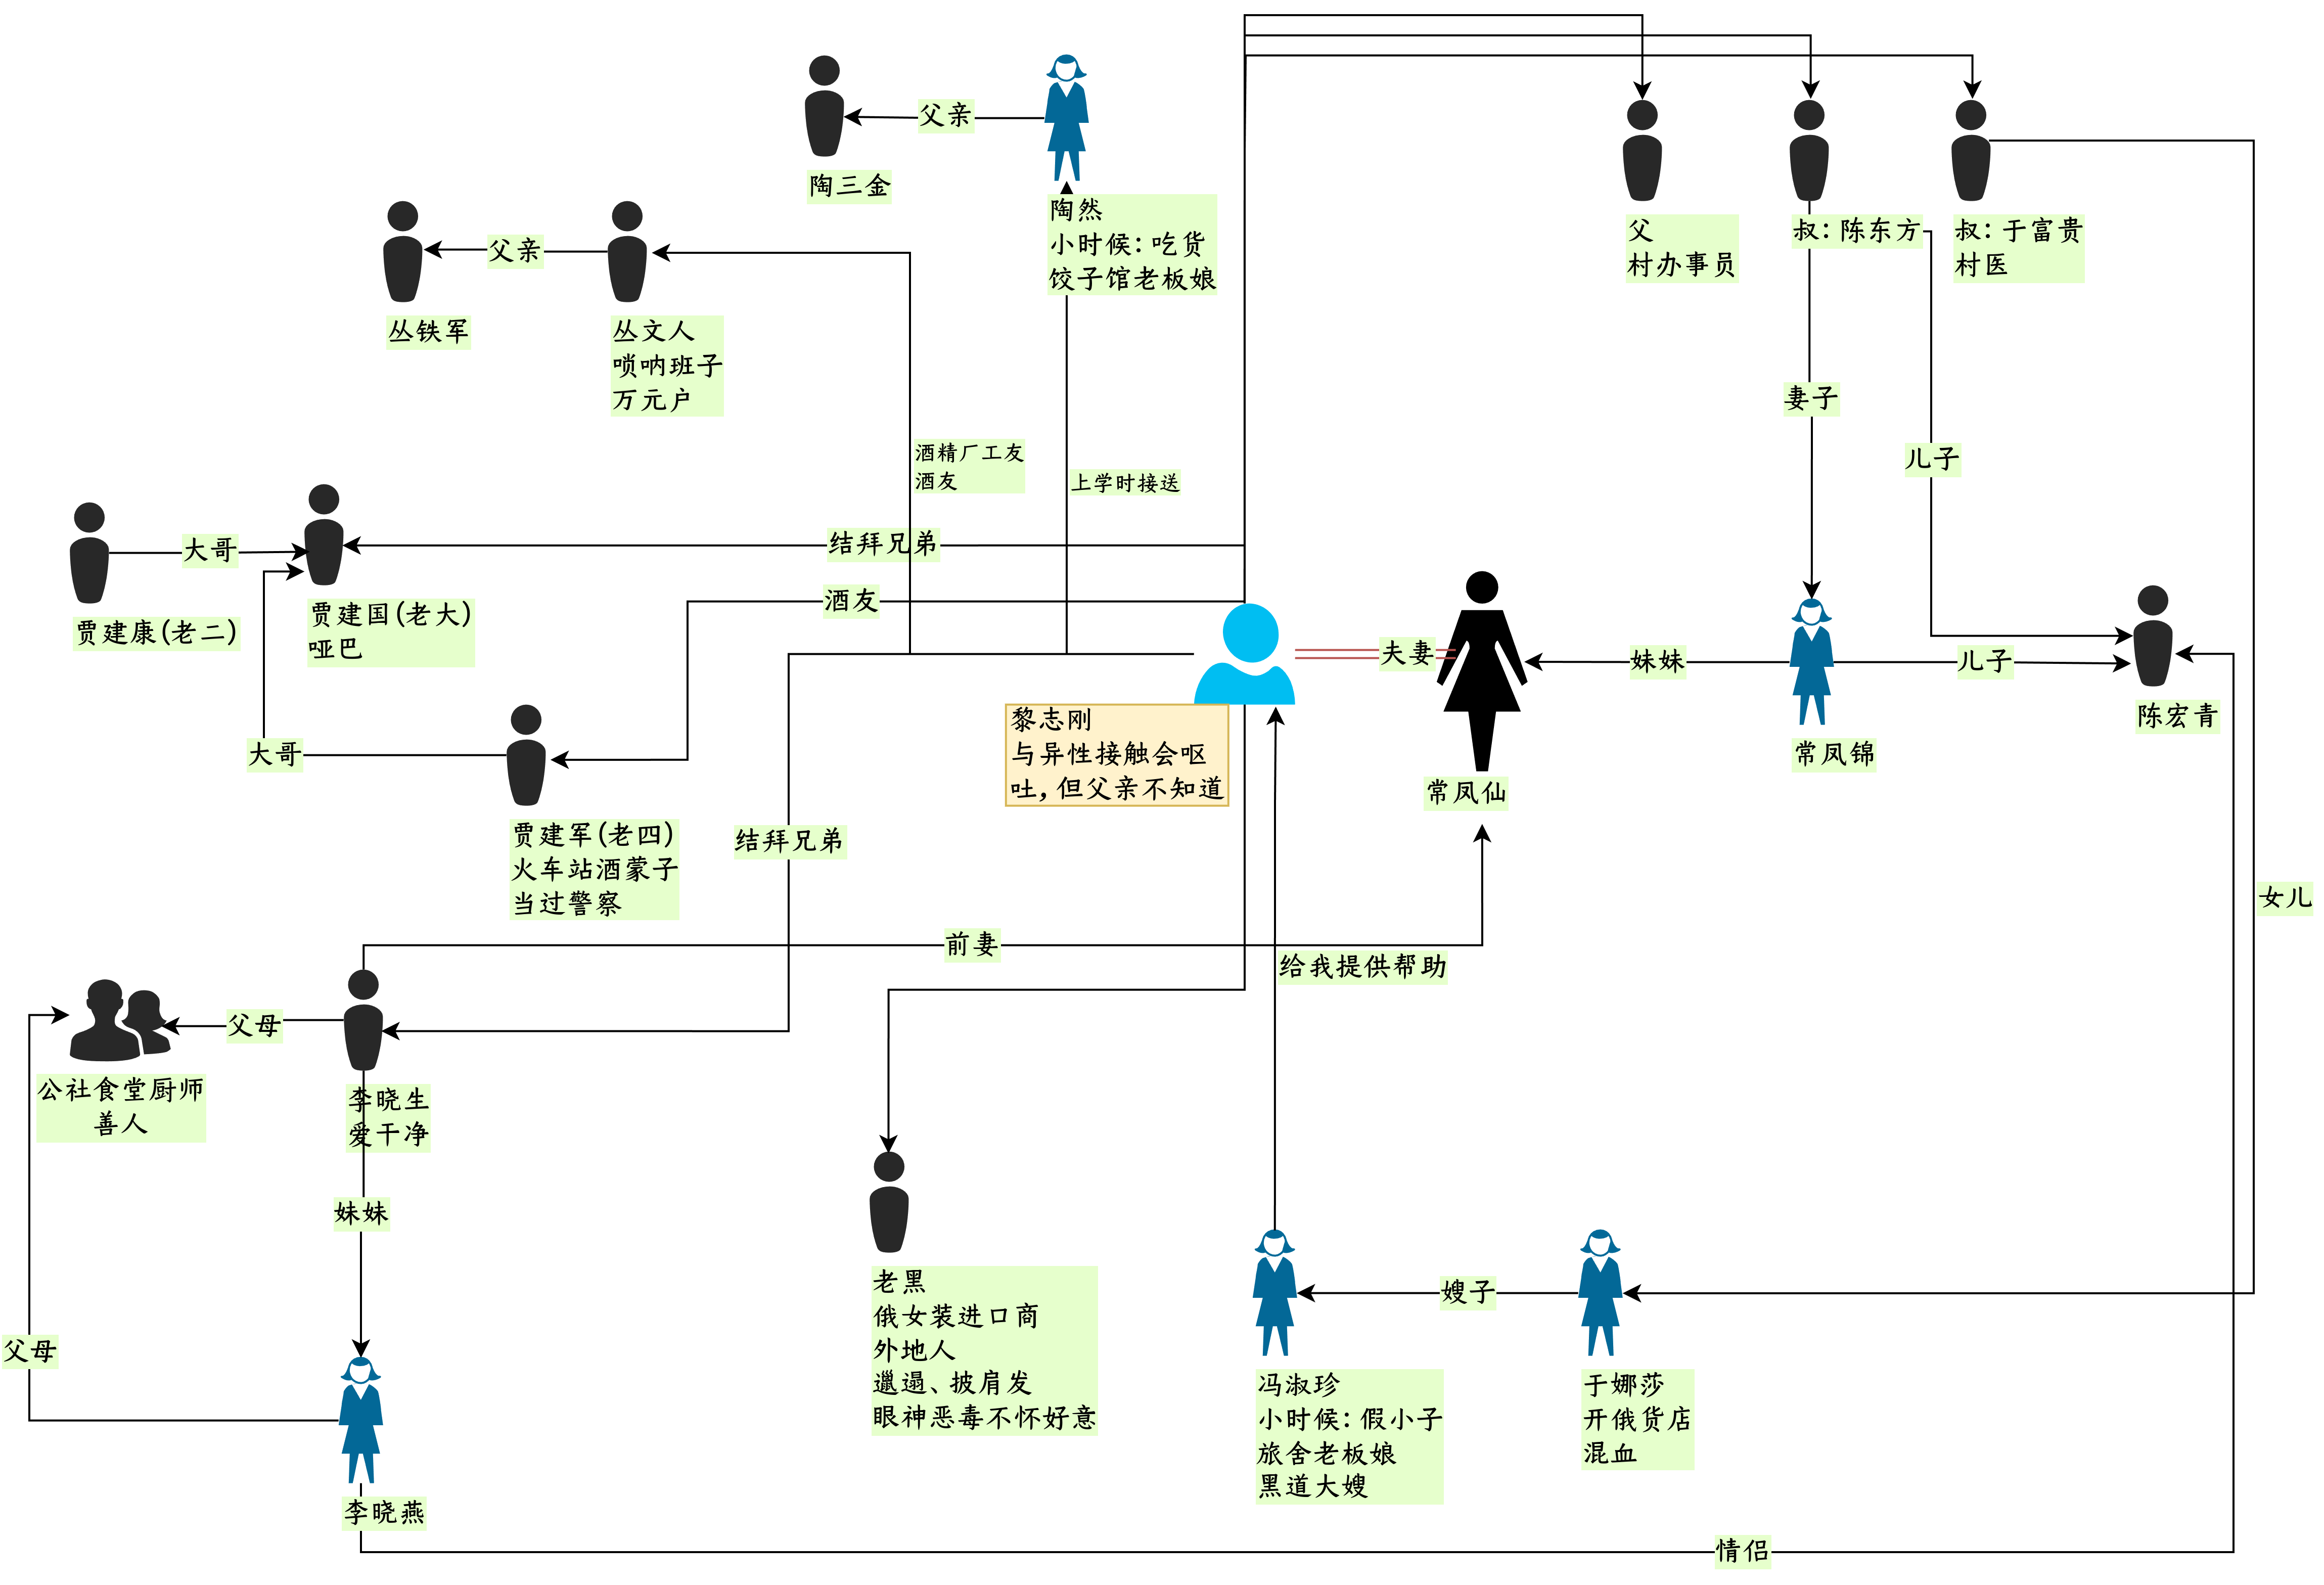 父亲
陶三金
陶然
小时候：吃货
饺子馆老板娘
父
村办事员
叔：陈东方
叔：于富贵
村医
父亲
丛铁军
丛文人
唢呐班子
万元户
妻子
儿子
酒精厂工友
酒友
上学时接送
结拜兄弟
大哥
贾建康(老二)
贾建国(老大)
哑巴
酒友
夫妻
妹妹
儿子
陈宏青
常凤锦
常凤仙
黎志刚
与异性接触会呕
吐，但父亲不知道
大哥
贾建军(老四)
火车站酒蒙子
当过警察
结拜兄弟
女儿
前妻
给我提供帮助
父母
公社食堂厨师
善人
李晓生
爱干净
妹妹
老黑
俄女装进口商
外地人
邋遢、披肩发
眼神恶毒不怀好意
嫂子
父母
冯淑珍
小时候：假小子
旅舍老板娘
黑道大嫂
于娜莎
开俄货店
混血
李晓燕
情侣